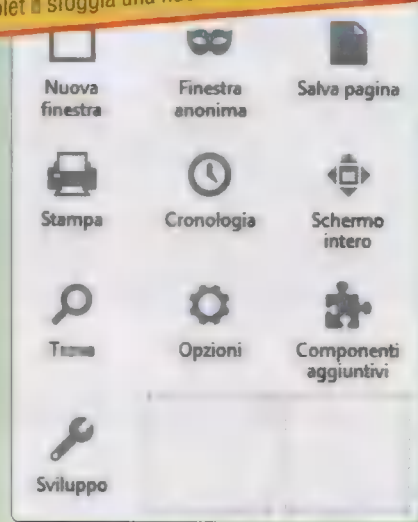 sfoggia una
Nuova
finestra
Finestra
anonima
Salva pagina
Stampa
Cronologia
Schermo
intero
Opzioni
Componenti
aggiuntivi
Sviluppo